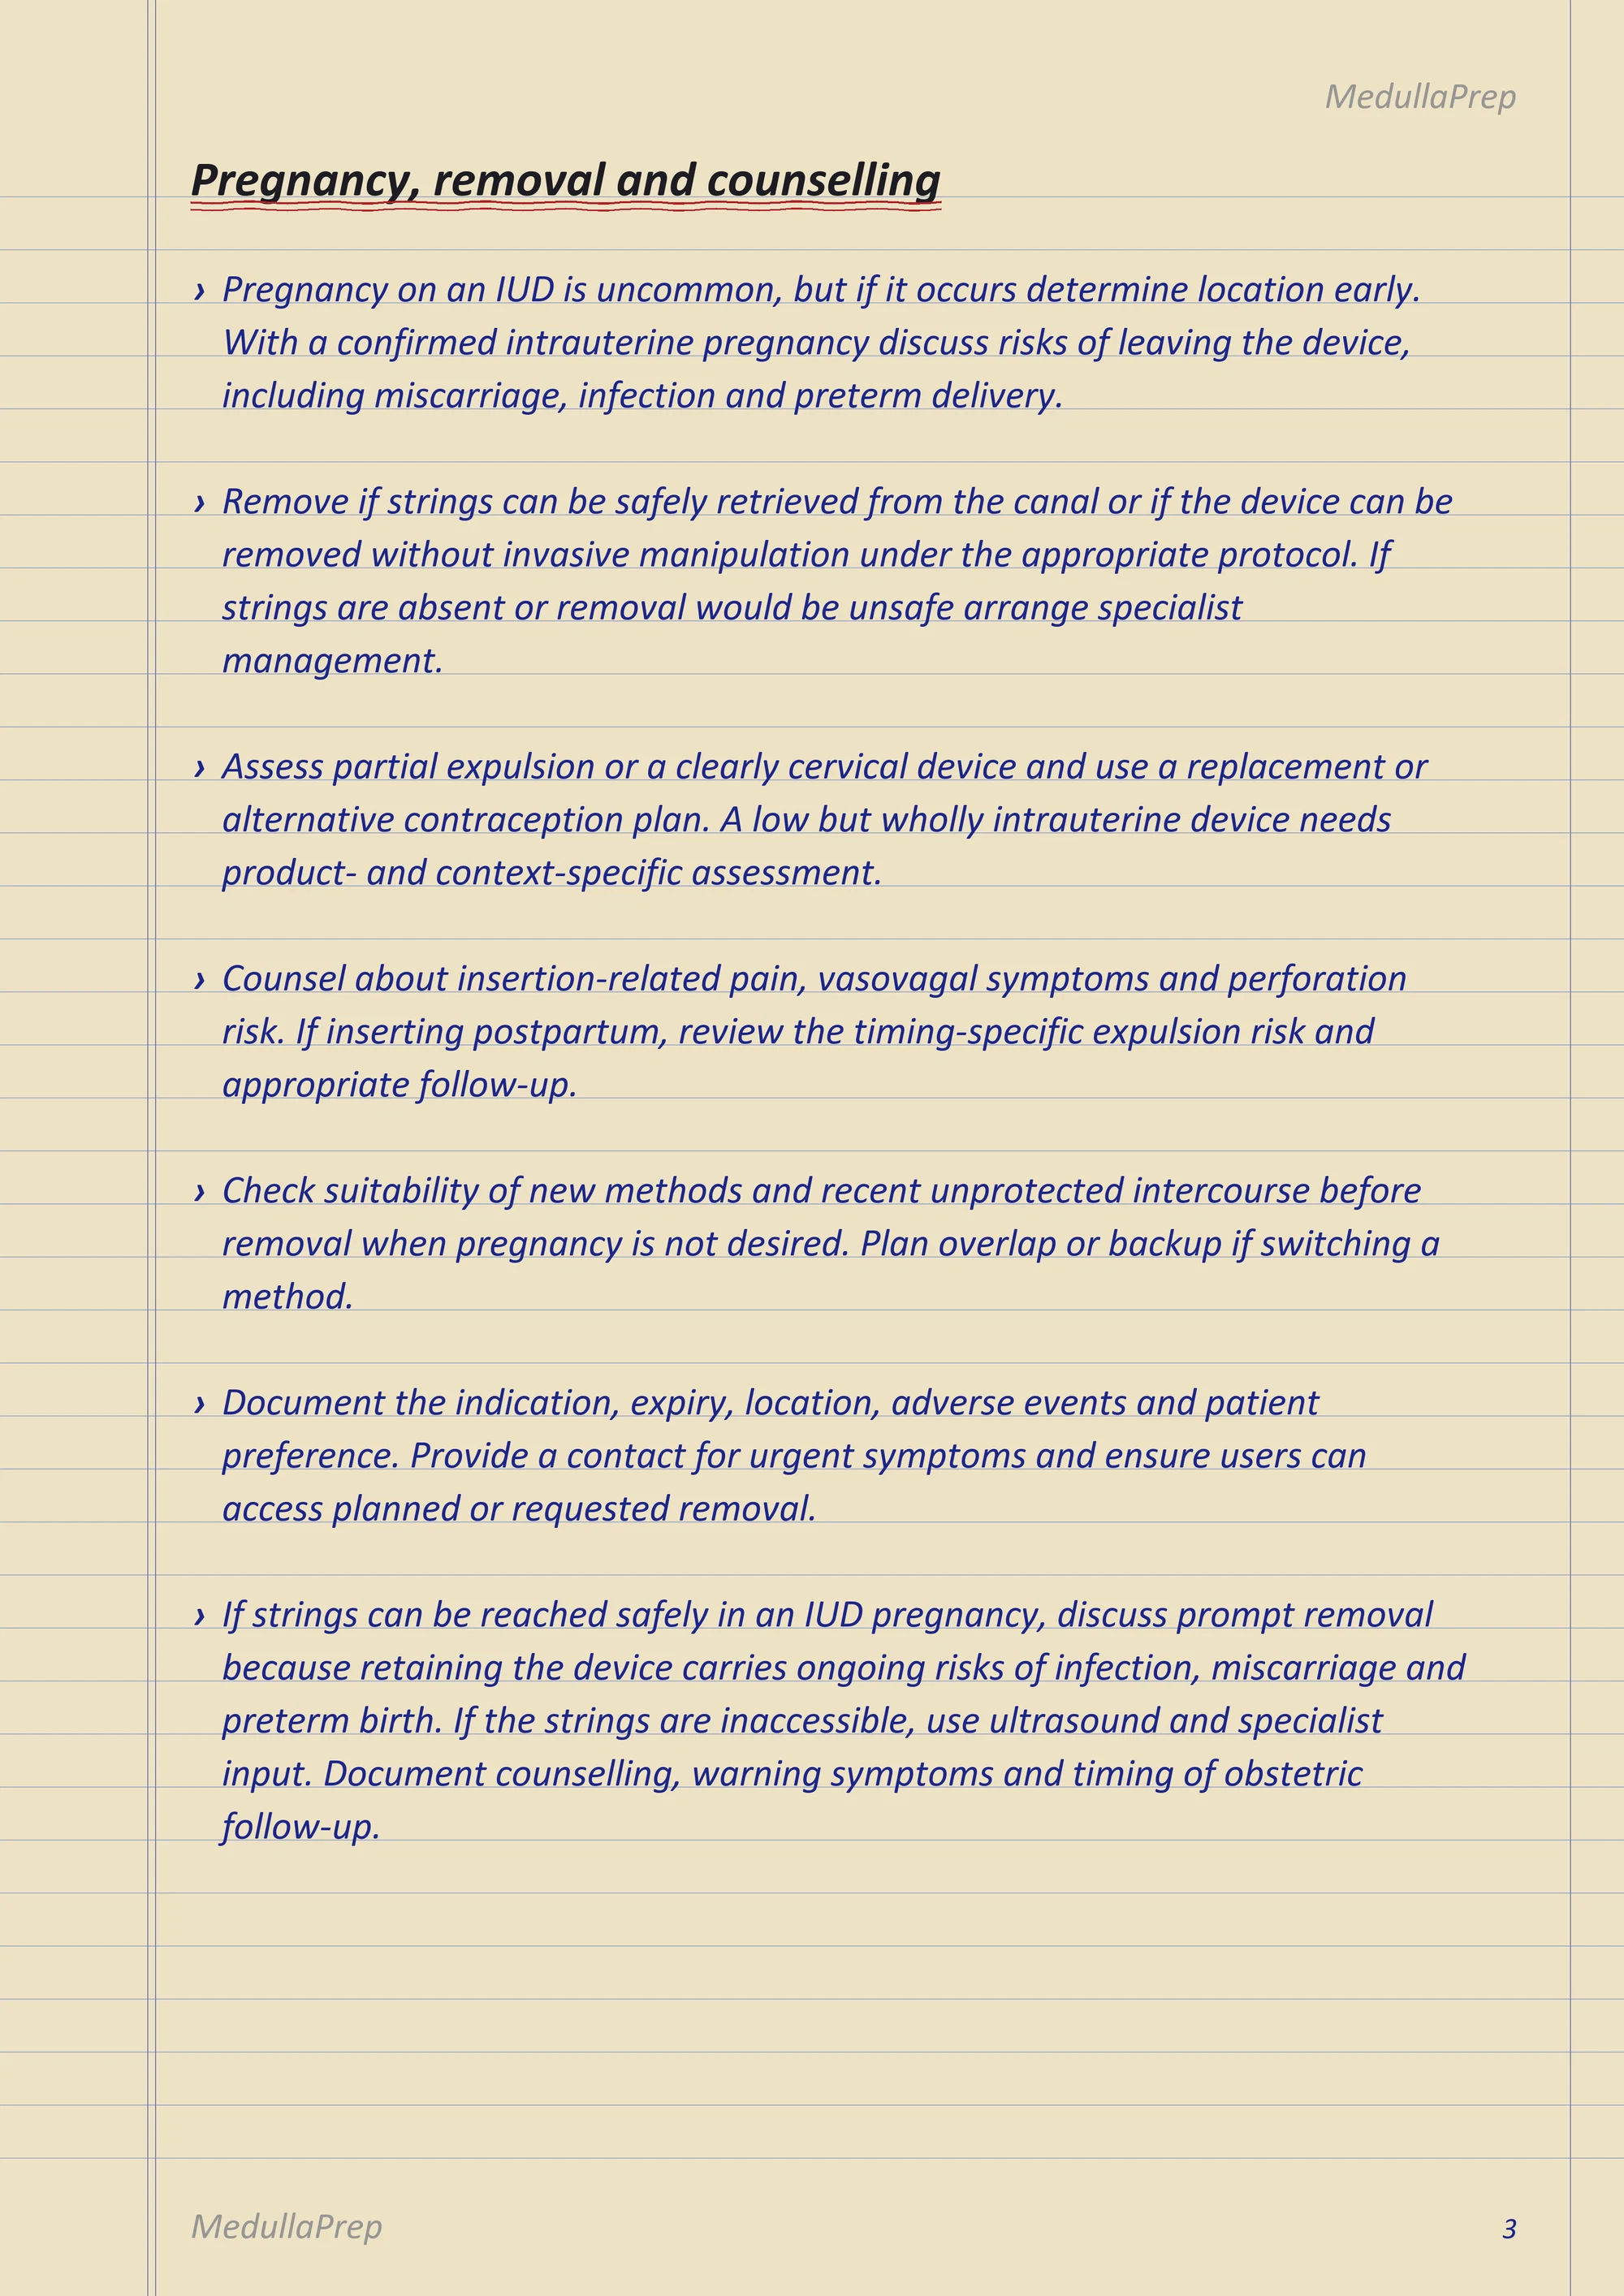 MedullaPrep
Pregnancy, removal and counselling
› Pregnancy on an IUD is uncommon, but if it occurs determine location early.
With a confirmed intrauterine pregnancy discuss risks of leaving the device,
including miscarriage, infection and preterm delivery.
› Remove if strings can be safely retrieved from the canal or if the device can be
removed without invasive manipulation under the appropriate protocol. If
strings are absent or removal would be unsafe arrange specialist
management.
› Assess partial expulsion or a clearly cervical device and use a replacement or
alternative contraception plan. A low but wholly intrauterine device needs
product- and context-specific assessment.
› Counsel about insertion-related pain, vasovagal symptoms and perforation
risk. If inserting postpartum, review the timing-specific expulsion risk and
appropriate follow-up.
› Check suitability of new methods and recent unprotected intercourse before
removal when pregnancy is not desired. Plan overlap or backup if switching a
method.
› Document the indication, expiry, location, adverse events and patient
preference. Provide a contact for urgent symptoms and ensure users can
access planned or requested removal.
› If strings can be reached safely in an IUD pregnancy, discuss prompt removal
because retaining the device carries ongoing risks of infection, miscarriage and
preterm birth. If the strings are inaccessible, use ultrasound and specialist
input. Document counselling, warning symptoms and timing of obstetric
follow-up.
MedullaPrep
3